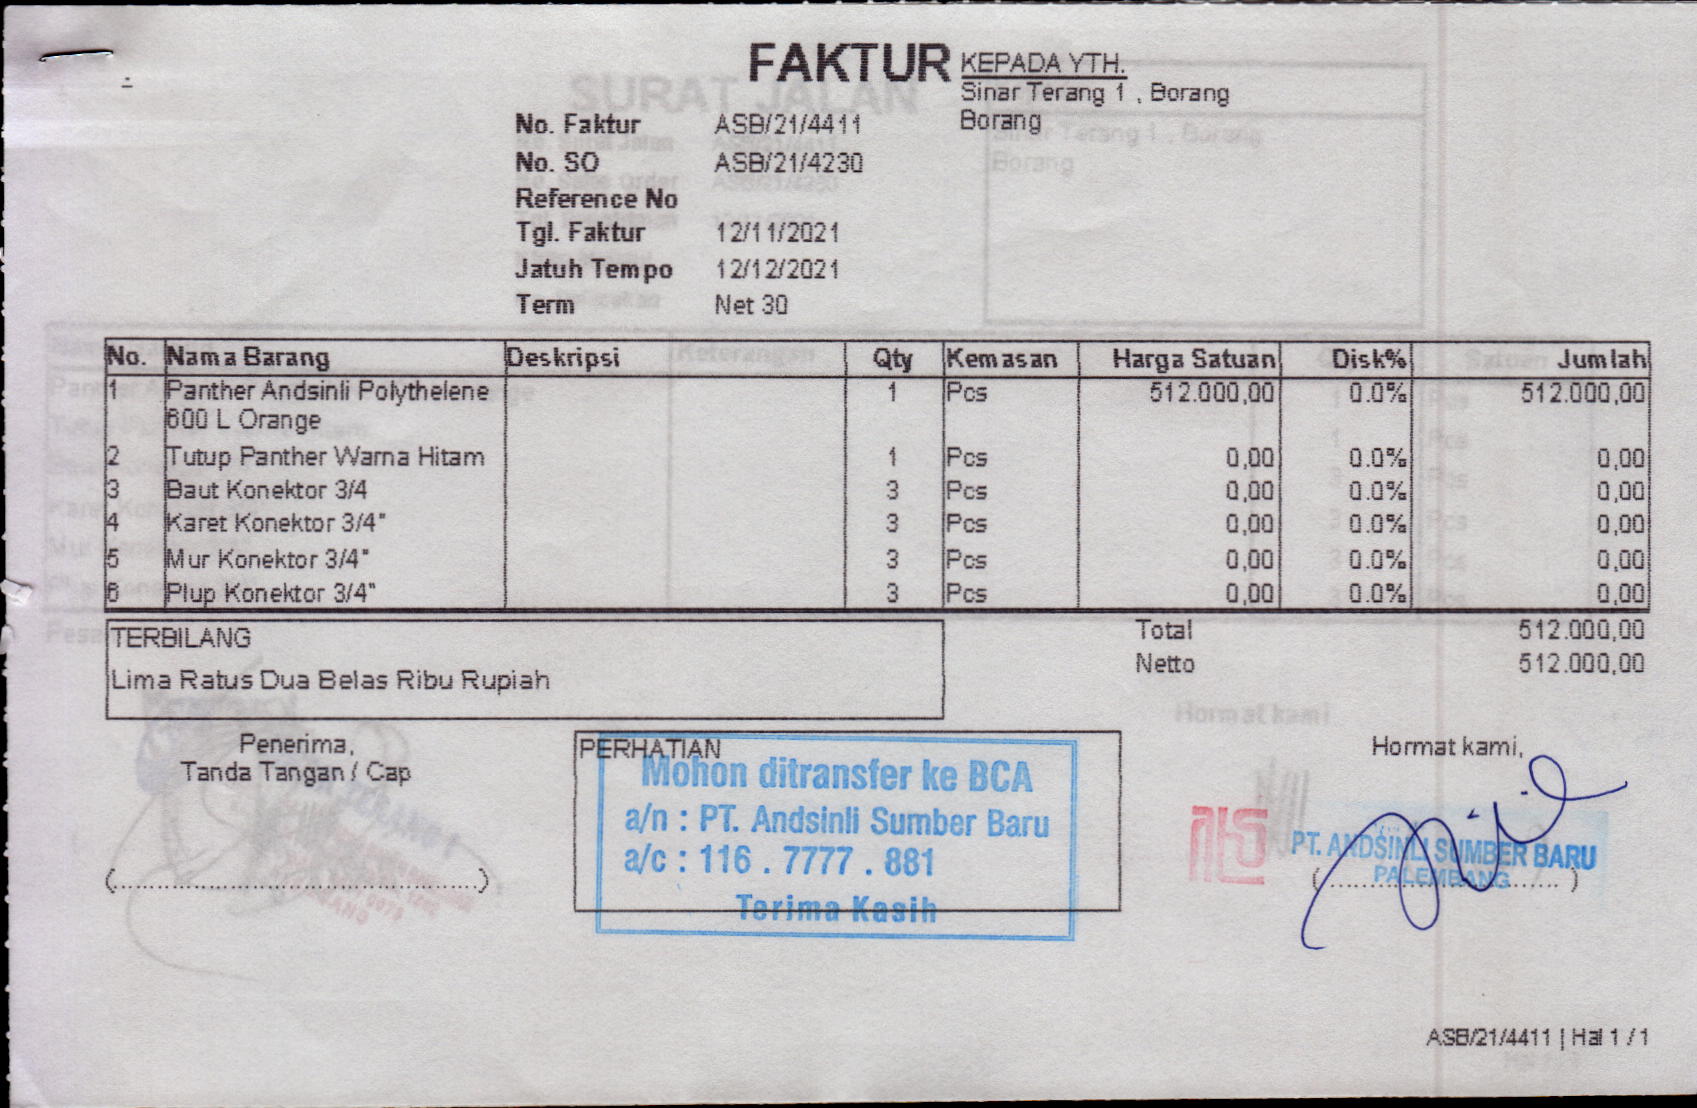 FAKTUR
KEPADA YTH.
Sinar Terang 1 , Borang
Borang
No. Faktur ASB/21/4411
No. SO ASB/21/4230
Reference No
Tgl. Faktur 12/11/2021
Jatuh Tempo 12/12/2021
Term Net 30
No. Nama Barang Deskripsi Qty Kemasan Harga Satuan Disk% Jumlah
1 Panther Andsinli Polythelene 1 Pcs 512.000,00 0.0% 512.000,00
600 L Orange
2 Tutup Panther Warna Hitam 1 Pcs 0,00 0.0% 0,00
3 Baut Konektor 3/4 3 Pcs 0,00 0.0% 0,00
4 Karet Konektor 3/4" 3 Pcs 0,00 0.0% 0,00
5 Mur Konektor 3/4" 3 Pcs 0,00 0.0% 0,00
6 Plup Konektor 3/4" 3 Pcs 0,00 0.0% 0,00
TERBILANG
Lima Ratus Dua Belas Ribu Rupiah
Total 512.000,00
Netto 512.000,00
Penerima,
Tanda Tangan / Cap
PERHATIAN
Mohon ditransfer ke BCA
a/n : PT. Andsinli Sumber Baru
a/c : 116 . 7777 . 881
Terima Kasih
Hormat kami,
PT. ANDSINLI SUMBER BARU
PALEMBANG
ASB/21/4411 | Hal 1 / 1